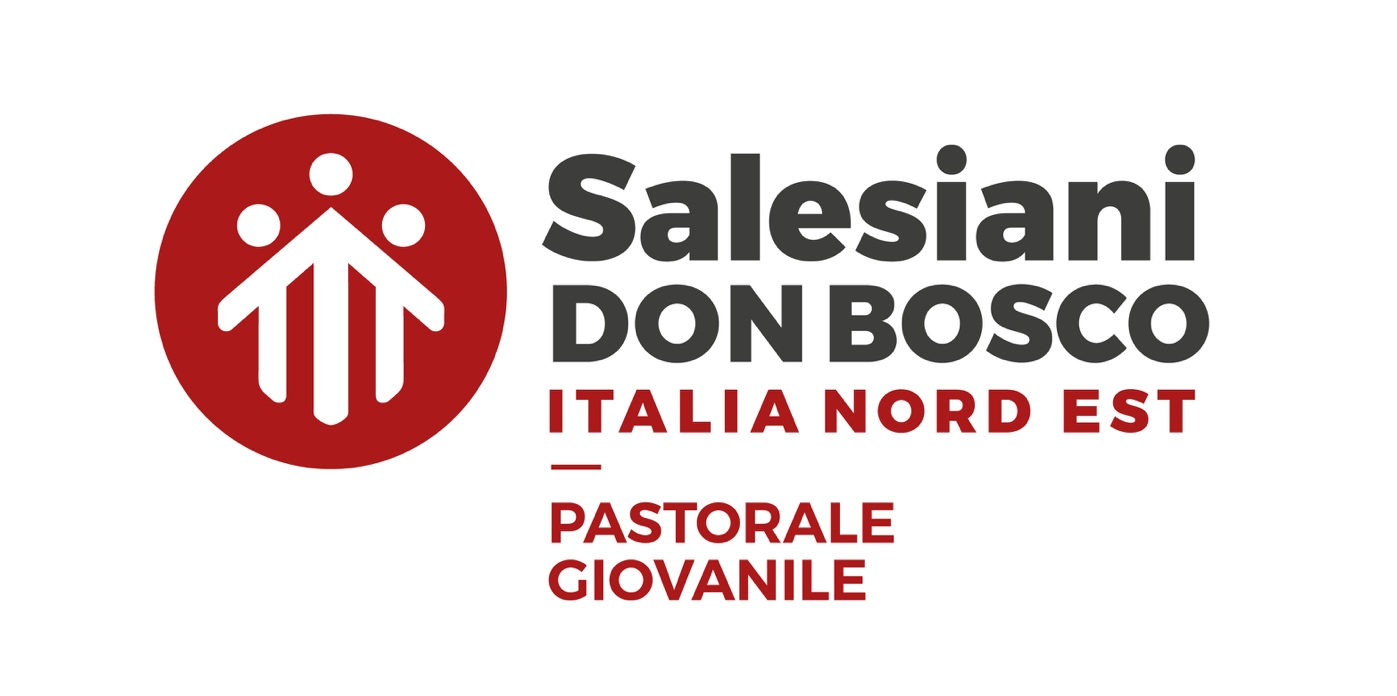 Salesiani
DON BOSCO
ITALIA NORD EST
PASTORALE
GIOVANILE